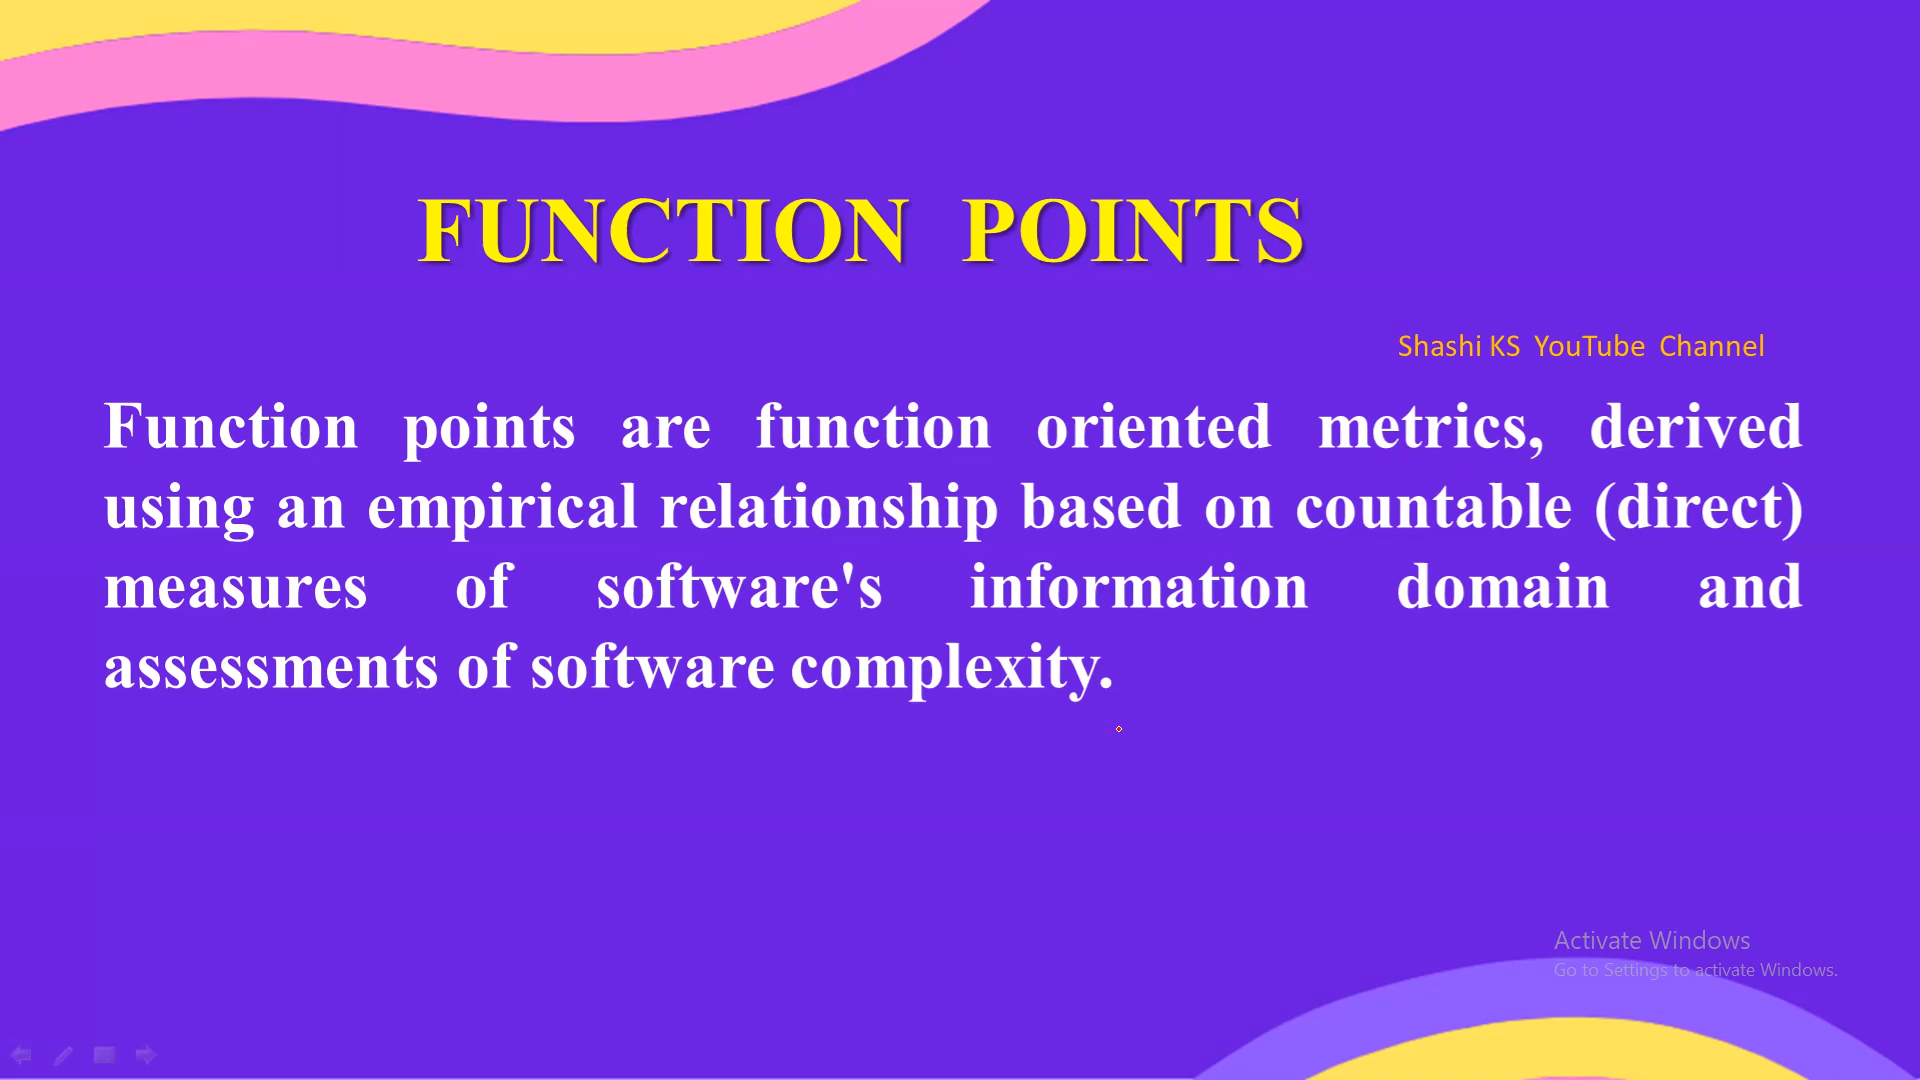 FUNCTION POINTS
Shashi KS YouTube Channel
Function points are function oriented metrics, derived
using an empirical relationship based on countable (direct)
measures of software's information domain and
assessments of software complexity.
Activate Windows
Go to Settings to activate Windows.